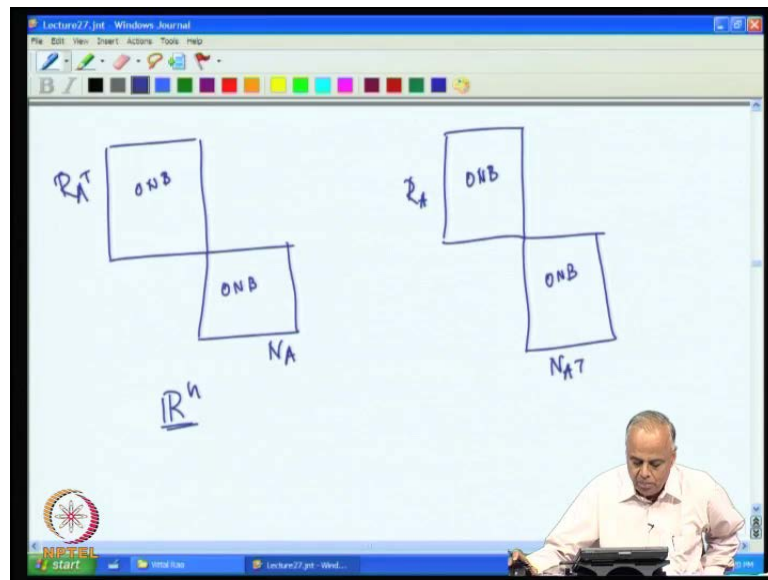 Lecture27.jnt - Windows Journal
File Edit View Insert Actions Tools Help
B I
R_A^T ONB
ONB
N_A
ℝ^n
R_A ONB
ONB
N_A^T
NPTEL
start Vittal Rao Lecture27.jnt - Wind... PM